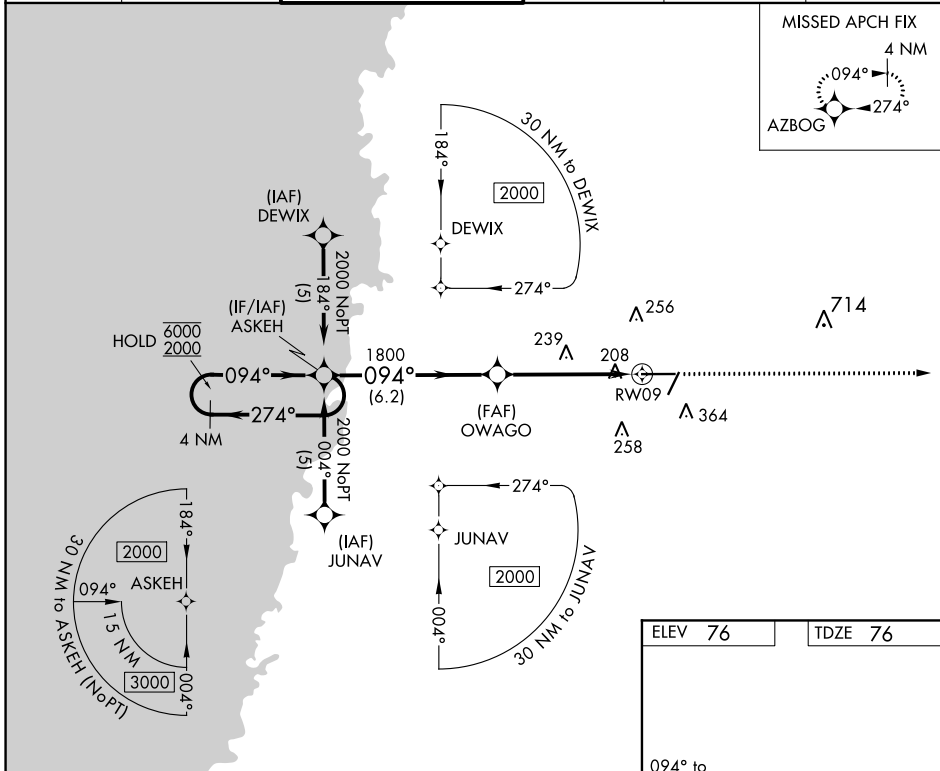 MISSED APCH FIX
4 NM
094°
274°
AZBOG
30 NM to DEWIX
184°
2000
DEWIX
274°
(IAF)
DEWIX
2000 NoPT
184°
(5)
(IF/IAF)
ASKEH
HOLD 6000
2000
094°
274°
4 NM
1800
094°
(6.2)
(FAF)
OWAGO
239
256
208
RW09
714
364
258
2000 NoPT
004°
(5)
(IAF)
JUNAV
274°
JUNAV
2000
004°
30 NM to JUNAV
184°
2000
ASKEH
094°
15 NM
3000
004°
30 NM to ASKEH (NoPT)
ELEV 76
TDZE 76
094° to